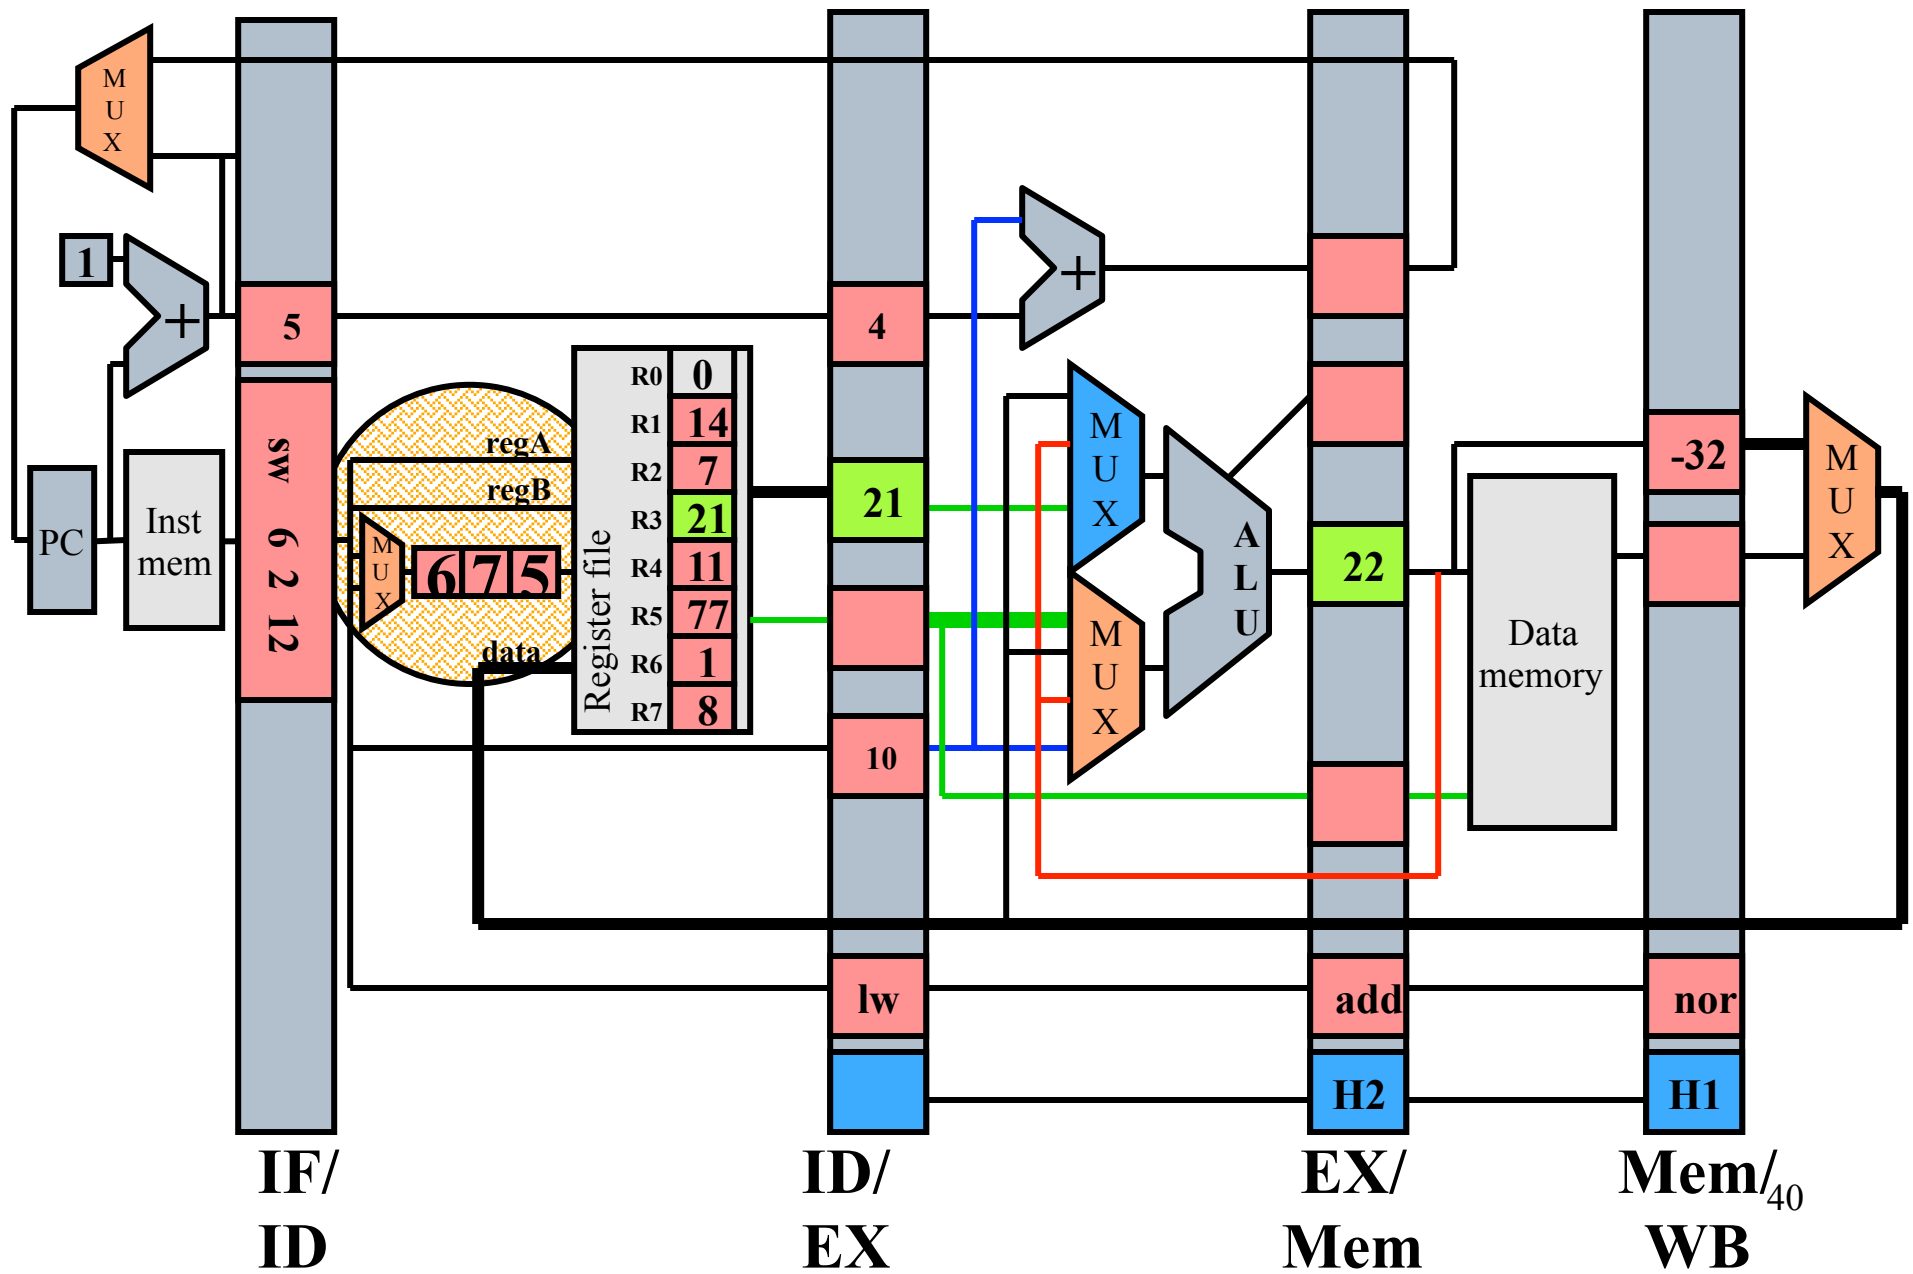 M
U
X
1
+
5
4
+
PC
Inst
mem
sw 6 2 12
regA
regB
M
U
X
6 7 5
data
Register file
R0 0
R1 14
R2 7
R3 21
R4 11
R5 77
R6 1
R7 8
21
10
M
U
X
M
U
X
A
L
U
22
Data
memory
-32
M
U
X
lw
add
nor
H2
H1
IF/
ID
ID/
EX
EX/
Mem
Mem/
WB
40